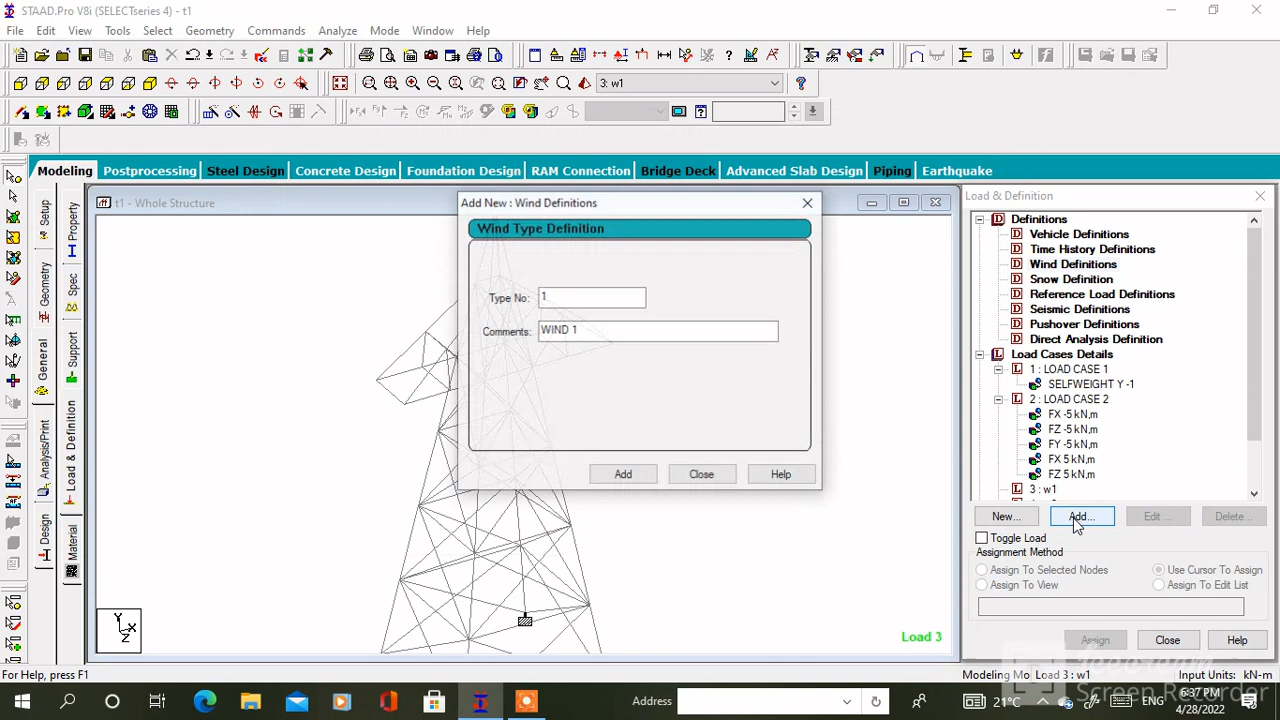 STAAD.Pro V8i (SELECTseries 4) - t1
File Edit View Tools Select Geometry Commands Analyze Mode Window Help
3: w1
Modeling Postprocessing Steel Design Concrete Design Foundation Design RAM Connection Bridge Deck Advanced Slab Design Piping Earthquake
Setup
Geometry
General
Analysis/Print
Design
Property
Spec
Support
Load & Definition
Material
t1 - Whole Structure
Add New : Wind Definitions
Wind Type Definition
Type No: 1
Comments: WIND 1
Add Close Help
Y
X
Z
Load 3
Load & Definition
Definitions
Vehicle Definitions
Time History Definitions
Wind Definitions
Snow Definition
Reference Load Definitions
Seismic Definitions
Pushover Definitions
Direct Analysis Definition
Load Cases Details
1 : LOAD CASE 1
SELFWEIGHT Y -1
2 : LOAD CASE 2
FX -5 kN,m
FZ -5 kN,m
FY -5 kN,m
FX 5 kN,m
FZ 5 kN,m
3 : w1
New... Add... Edit ... Delete...
Toggle Load
Assignment Method
Assign To Selected Nodes Use Cursor To Assign
Assign To View Assign To Edit List
Assign Close Help
For Help, press F1
Modeling Mo Load 3 : w1 Input Units: kN-m
Screen Recorder
Address
21°C
ENG
6:37 PM
4/28/2022